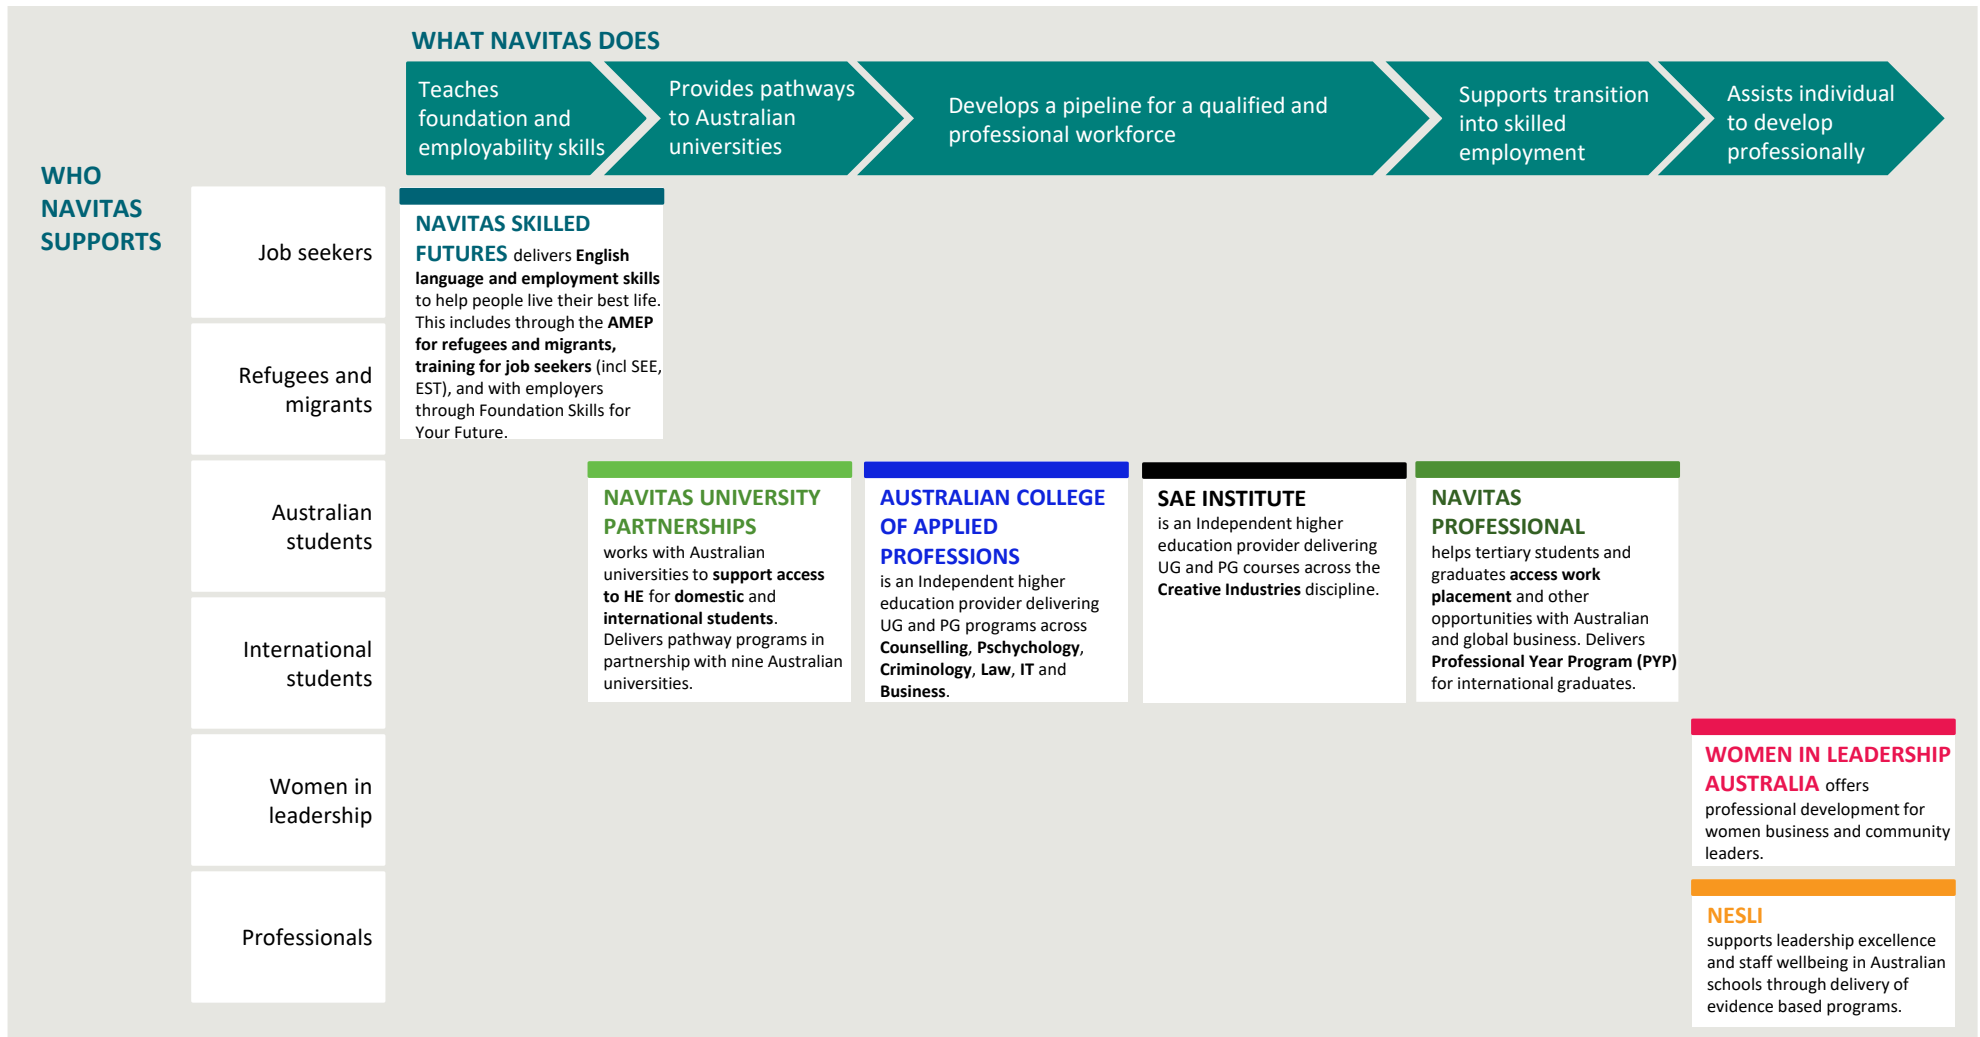 WHAT NAVITAS DOES
Teaches
foundation and
employability skills
Provides pathways
to Australian
universities
Develops a pipeline for a qualified and
professional workforce
Supports transition
into skilled
employment
Assists individual
to develop
professionally
WHO
NAVITAS
SUPPORTS
Job seekers
Refugees and
migrants
Australian
students
International
students
Women in
leadership
Professionals
NAVITAS SKILLED
FUTURES delivers English
language and employment skills
to help people live their best life.
This includes through the AMEP
for refugees and migrants,
training for job seekers (incl SEE,
EST), and with employers
through Foundation Skills for
Your Future.
NAVITAS UNIVERSITY
PARTNERSHIPS
works with Australian
universities to support access
to HE for domestic and
international students.
Delivers pathway programs in
partnership with nine Australian
universities.
AUSTRALIAN COLLEGE
OF APPLIED
PROFESSIONS
is an Independent higher
education provider delivering
UG and PG programs across
Counselling, Pschychology,
Criminology, Law, IT and
Business.
SAE INSTITUTE
is an Independent higher
education provider delivering
UG and PG courses across the
Creative Industries discipline.
NAVITAS
PROFESSIONAL
helps tertiary students and
graduates access work
placement and other
opportunities with Australian
and global business. Delivers
Professional Year Program (PYP)
for international graduates.
WOMEN IN LEADERSHIP
AUSTRALIA offers
professional development for
women business and community
leaders.
NESLI
supports leadership excellence
and staff wellbeing in Australian
schools through delivery of
evidence based programs.